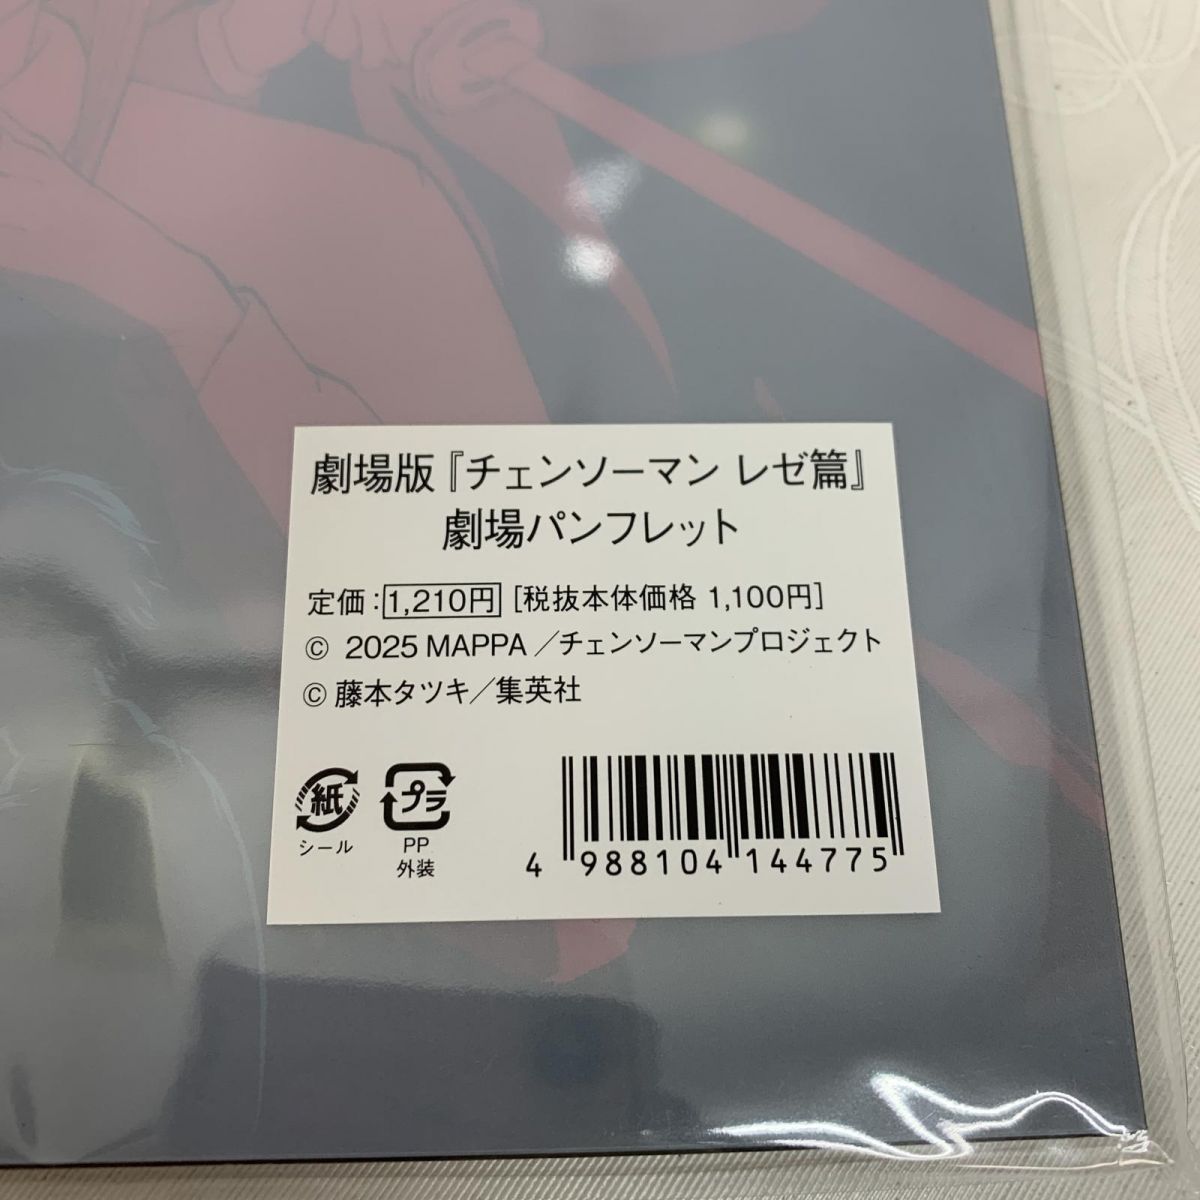 劇場版『チェンソーマン レゼ篇』
劇場パンフレット
定価：1,210円 [税抜本体価格 1,100円]
© 2025 MAPPA／チェンソーマンプロジェクト
© 藤本タツキ／集英社
紙
シール
プラ
PP
外装
4 988104 144775